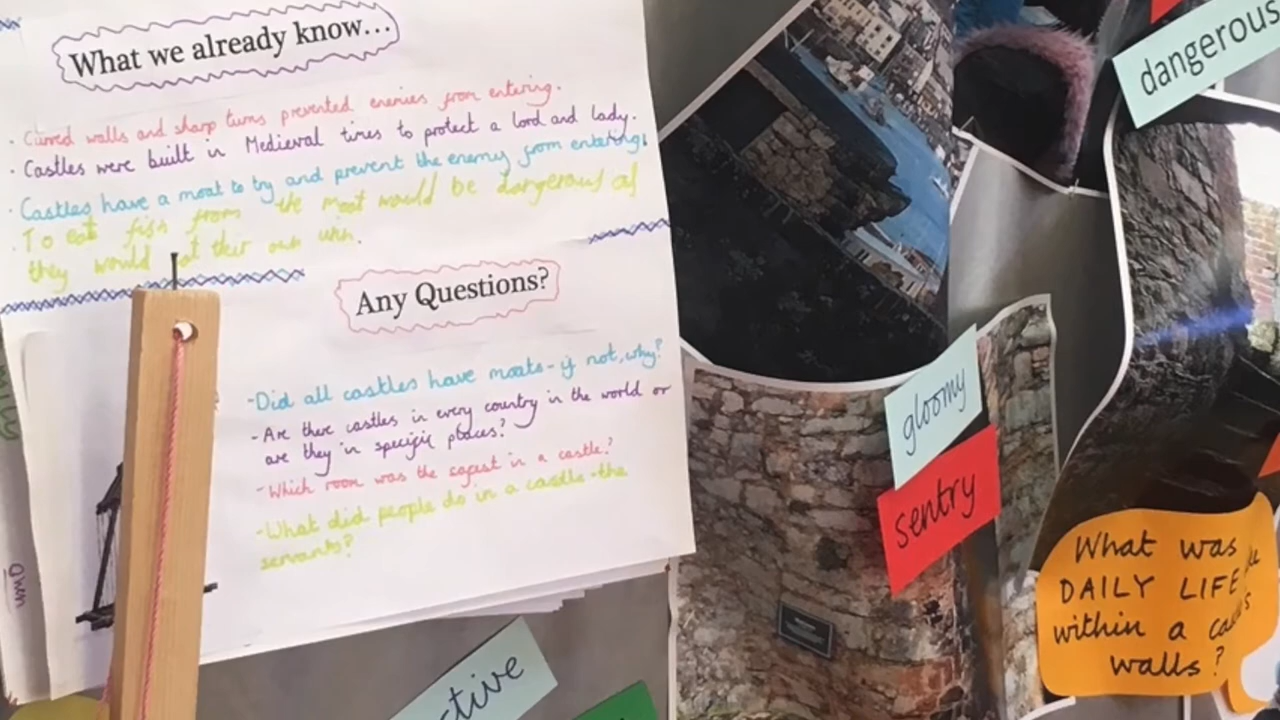 What we already know...
· Curred walls and sharp turns prevented enemies from entering.
· Castles were built in Medieval times to protect a lord and lady.
· Castles have a moat to try and prevent the enemy from entering.
· To eat fish from the moat would be dangerous as
they would eat their own
Any Questions?
-Did all castles have moats - if not, why?
-Are there castles in every country in the world or
are they in specific places?
-Which room was the safest in a castle?
-What did people do in a castle - the
servants?
dangerous
gloomy
sentry
What was
DAILY LIFE
within a
walls?
ctive
Owen